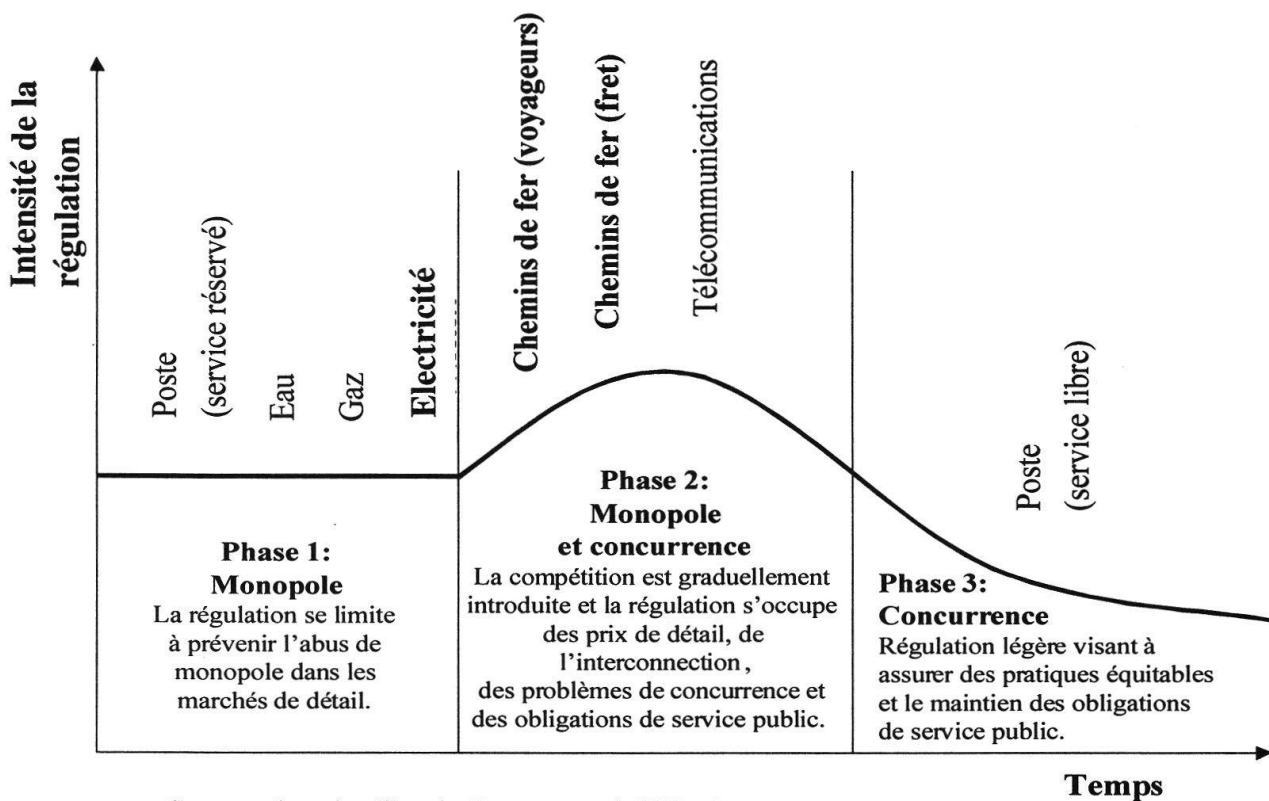 Intensité de la
régulation
Poste
(service réservé)
Eau
Gaz
Electricité
Chemins de fer (voyageurs)
Chemins de fer (fret)
Télécommunications
Poste
(service libre)
Phase 1:
Monopole
La régulation se limite
à prévenir l’abus de
monopole dans les
marchés de détail.
Phase 2:
Monopole
et concurrence
La compétition est graduellement
introduite et la régulation s’occupe
des prix de détail, de
l’interconnection ,
des problèmes de concurrence et
des obligations de service public.
Phase 3:
Concurrence
Régulation légère visant à
assurer des pratiques équitables
et le maintien des obligations
de service public.
Temps